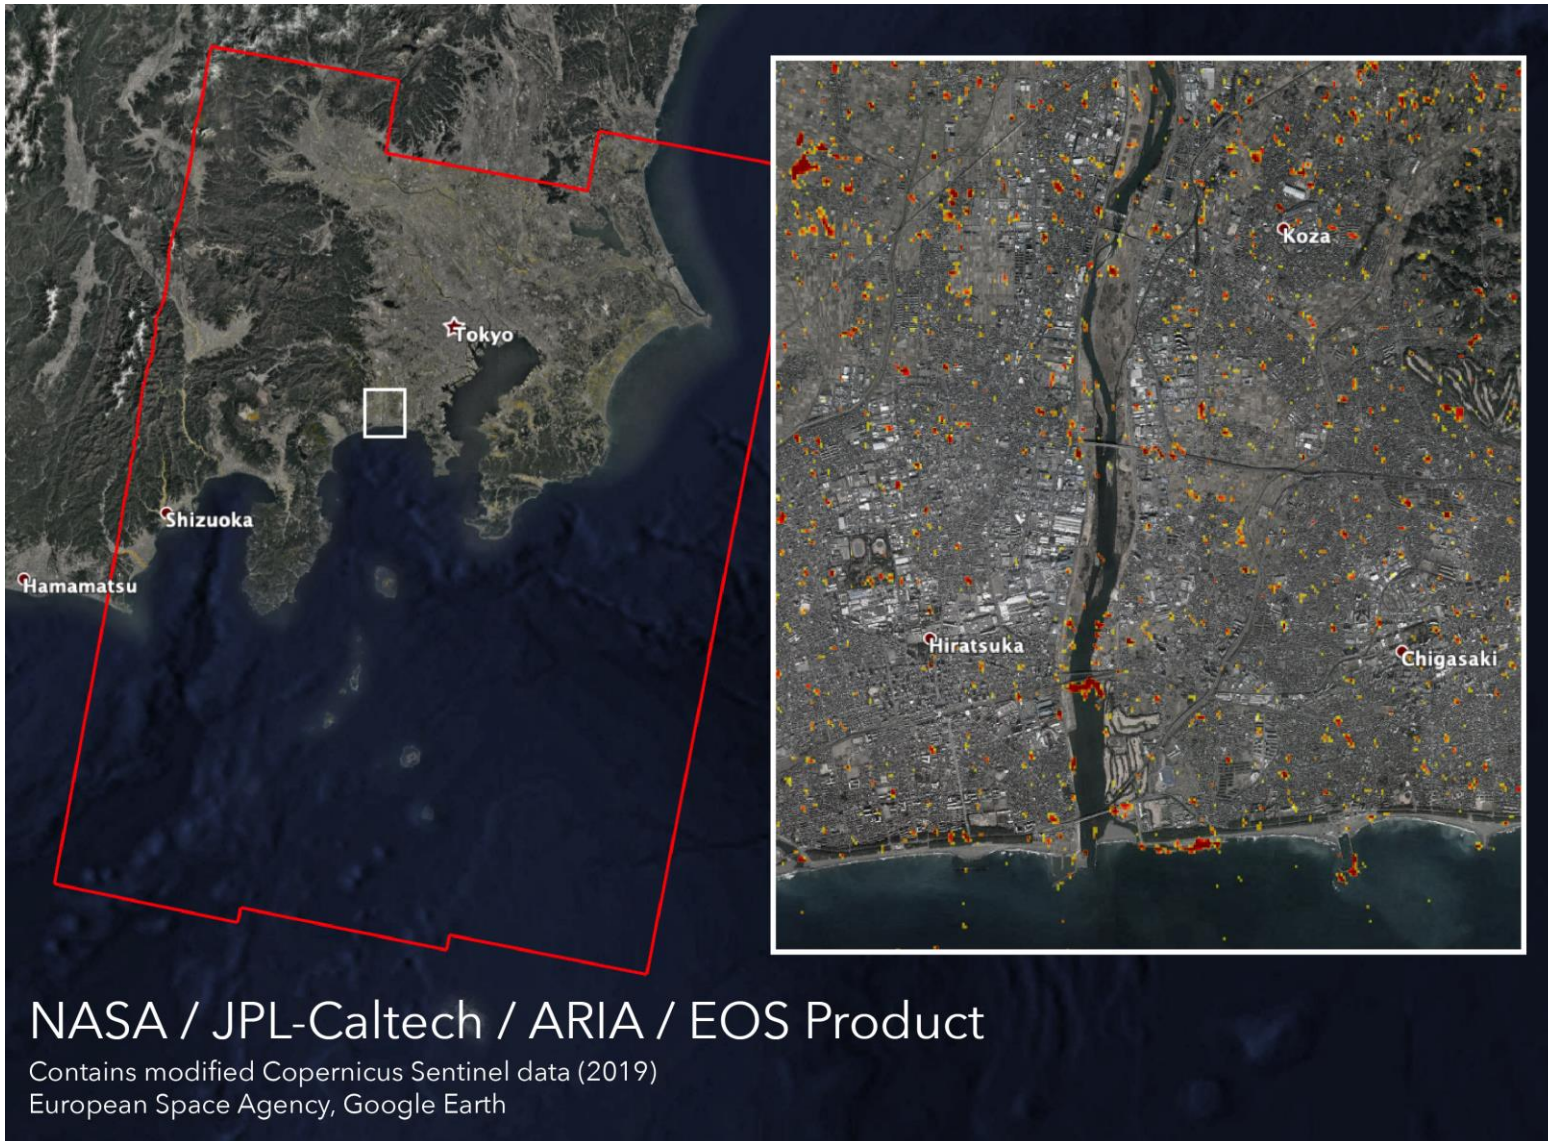 Tokyo
Shizuoka
Hamamatsu
Koza
Hiratsuka
Chigasaki
NASA / JPL-Caltech / ARIA / EOS Product
Contains modified Copernicus Sentinel data (2019)
European Space Agency, Google Earth